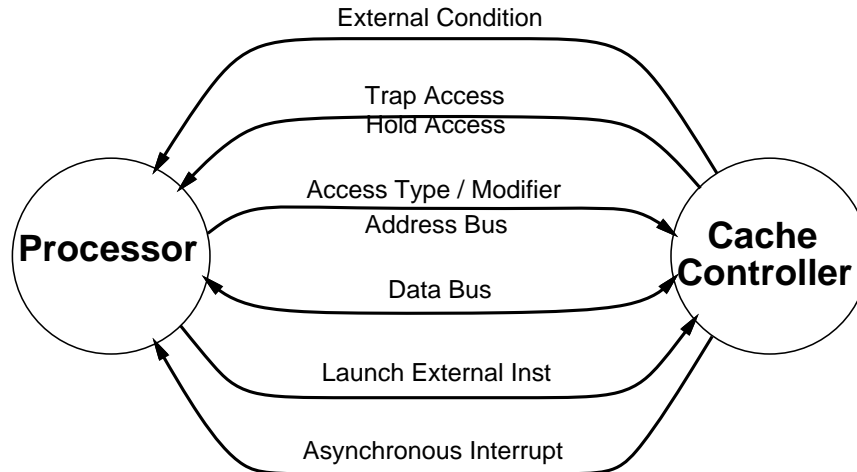 External Condition
Trap Access
Hold Access
Access Type / Modifier
Address Bus
Processor
Cache
Controller
Data Bus
Launch External Inst
Asynchronous Interrupt